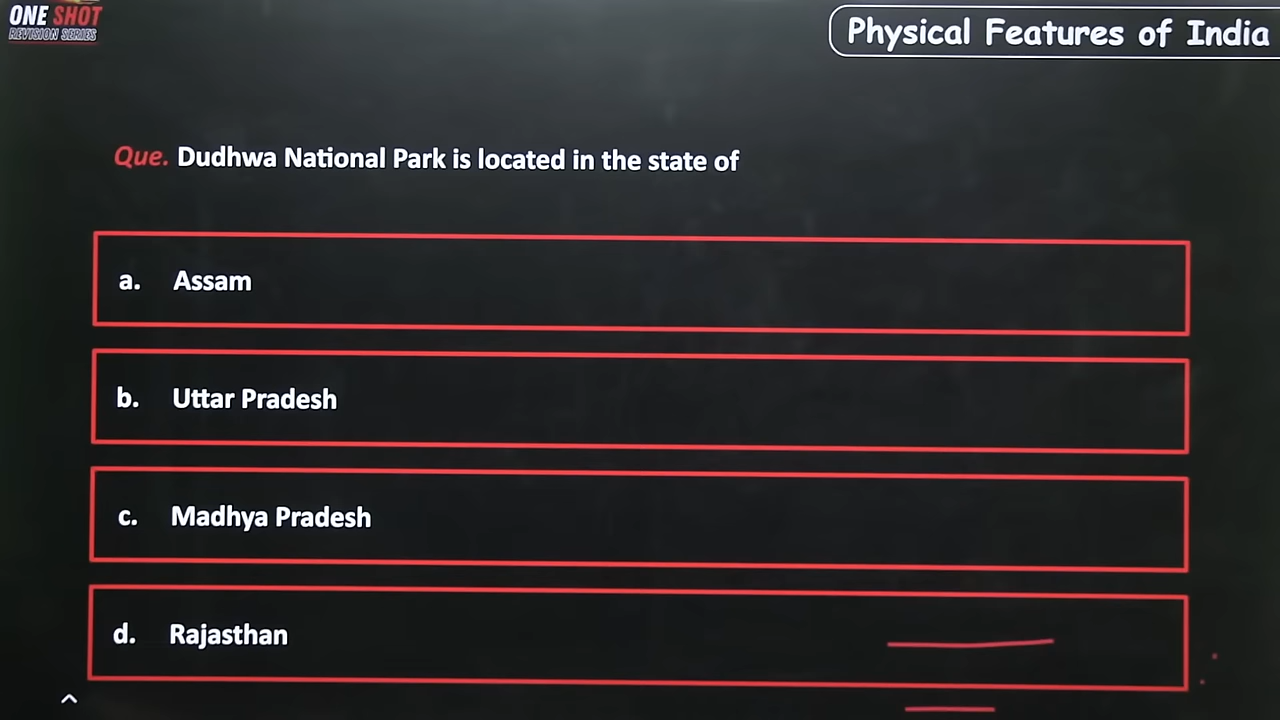 ONE SHOT
REVISION SERIES
Physical Features of India
Que. Dudhwa National Park is located in the state of
a. Assam
b. Uttar Pradesh
c. Madhya Pradesh
d. Rajasthan